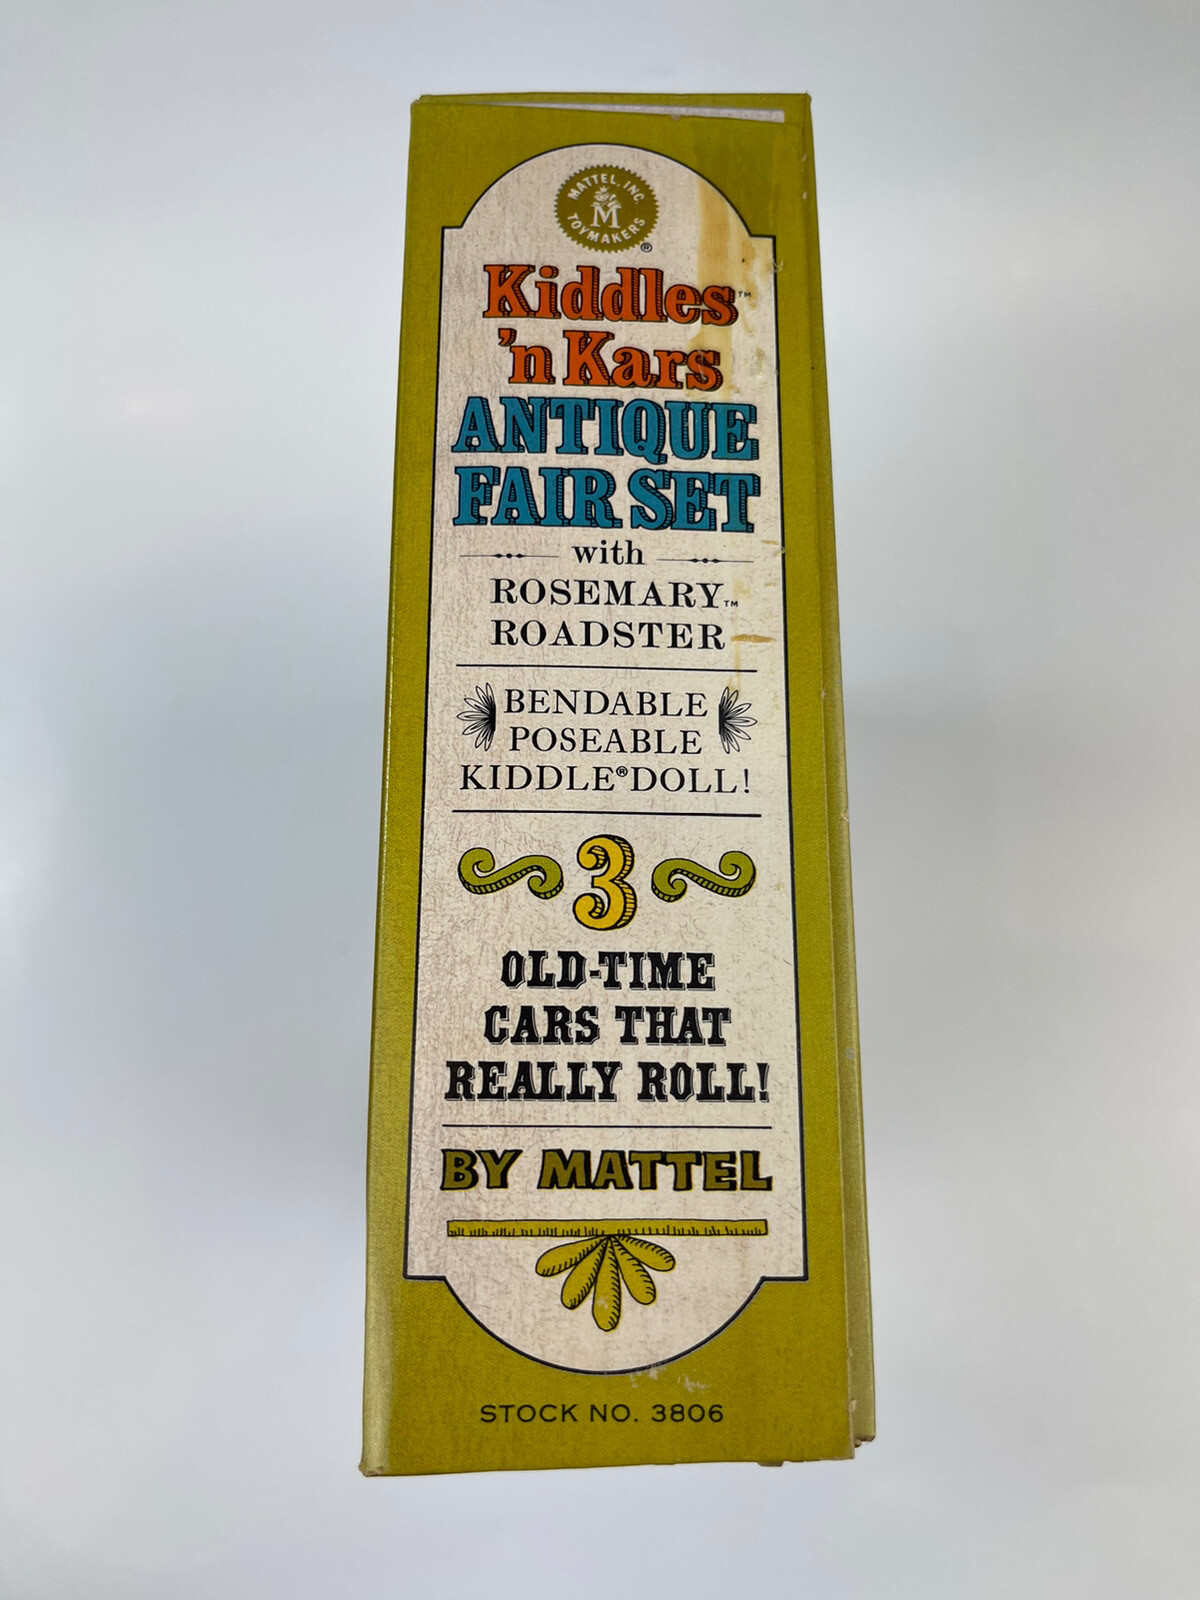 MATTEL, INC.
M
TOYMAKERS
®
Kiddles™
'n Kars
ANTIQUE
FAIR SET
with
ROSEMARY™
ROADSTER
BENDABLE
POSEABLE
KIDDLE® DOLL!
3
OLD-TIME
CARS THAT
REALLY ROLL!
BY MATTEL
STOCK NO. 3806